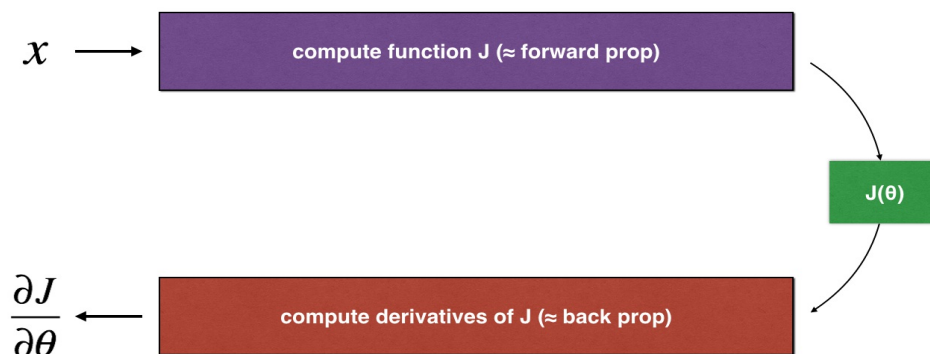 x
compute function J (≈ forward prop)
J(θ)
∂J
∂θ
compute derivatives of J (≈ back prop)